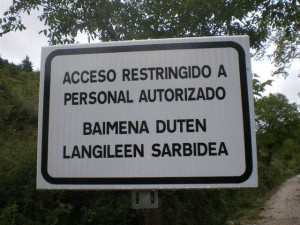 ACCESO RESTRINGIDO A
PERSONAL AUTORIZADO
BAIMENA DUTEN
LANGILEEN SARBIDEA